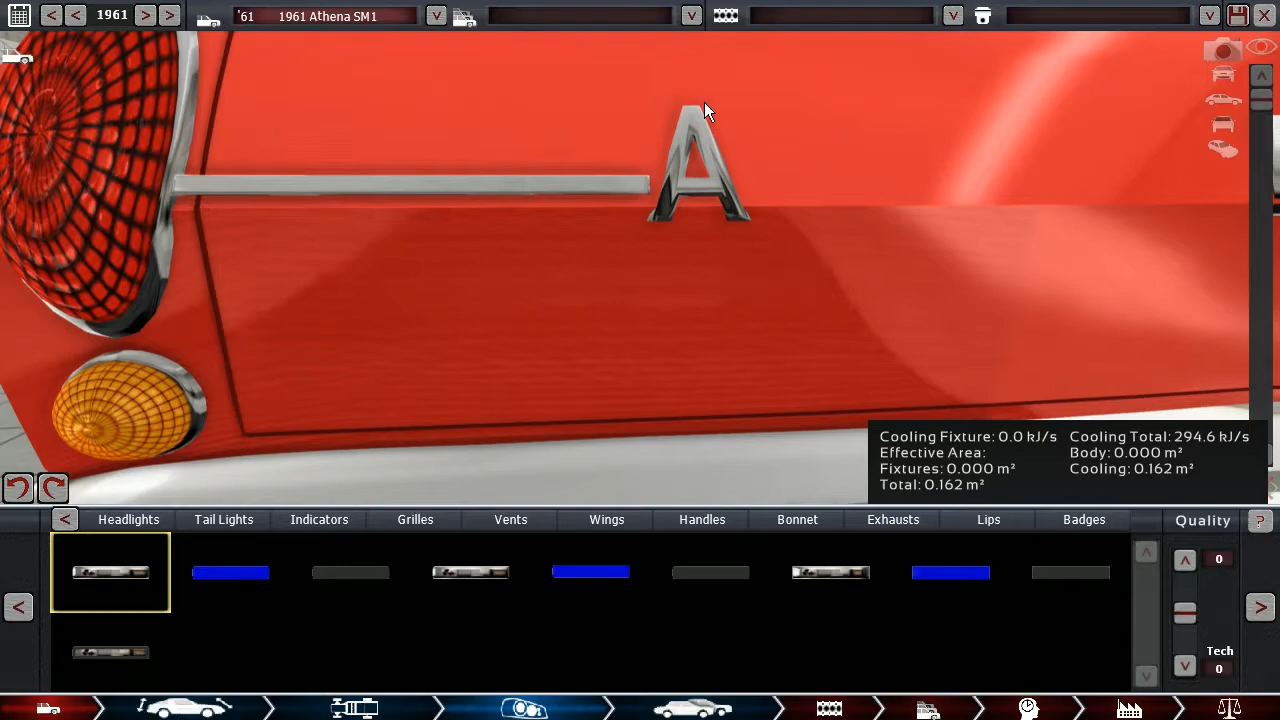 < < 1961 > > '61 1961 Athena SM1 V V V V X
A
Cooling Fixture: 0.0 kJ/s Cooling Total: 294.6 kJ/s
Effective Area: Body: 0.000 m²
Fixtures: 0.000 m² Cooling: 0.162 m²
Total: 0.162 m²
< Headlights Tail Lights Indicators Grilles Vents Wings Handles Bonnet Exhausts Lips Badges Quality ?
0
< >
Tech
0